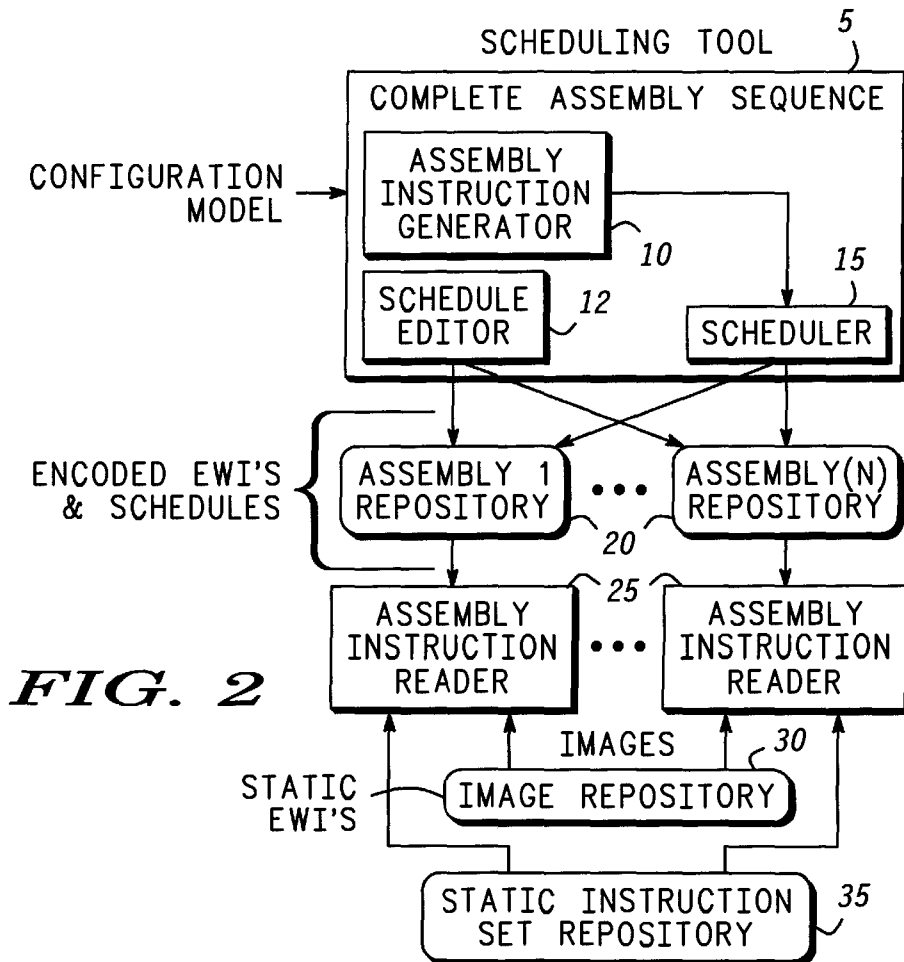 5
SCHEDULING TOOL
COMPLETE ASSEMBLY SEQUENCE
CONFIGURATION
MODEL
ASSEMBLY
INSTRUCTION
GENERATOR
10
SCHEDULE
EDITOR
12
15
SCHEDULER
ENCODED EWI'S
& SCHEDULES
ASSEMBLY 1
REPOSITORY
•••
ASSEMBLY(N)
REPOSITORY
20
25
ASSEMBLY
INSTRUCTION
READER
•••
ASSEMBLY
INSTRUCTION
READER
FIG. 2
IMAGES
30
STATIC
EWI'S
IMAGE REPOSITORY
STATIC INSTRUCTION
SET REPOSITORY
35